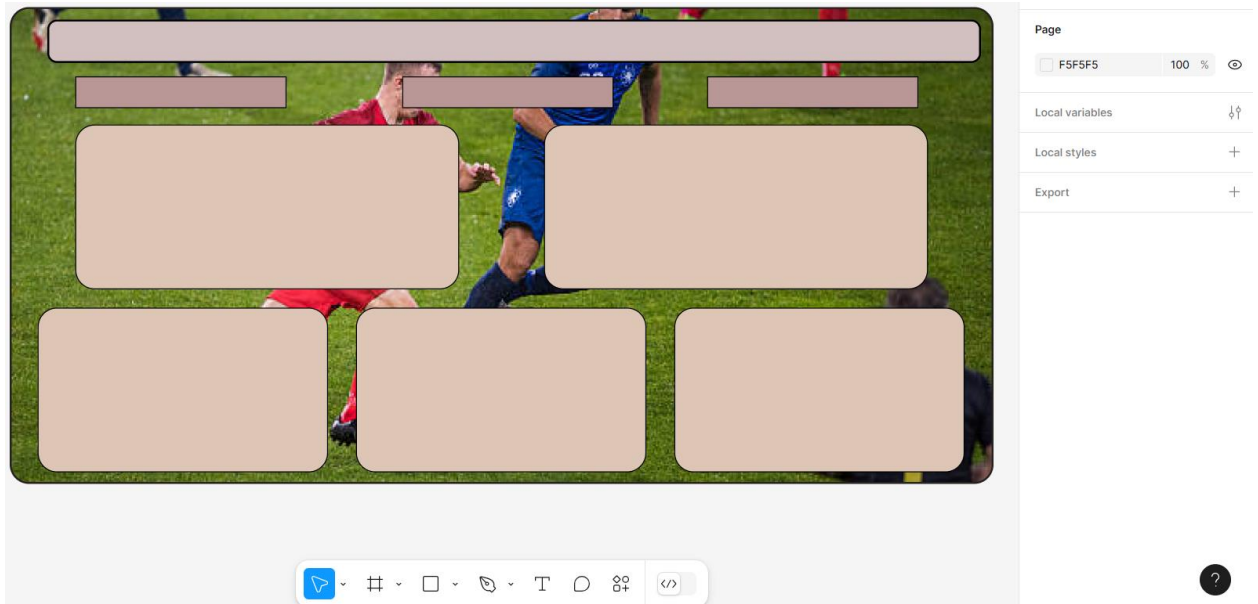 Page
F5F5F5 100 %
Local variables
Local styles
Export
T
</>
?